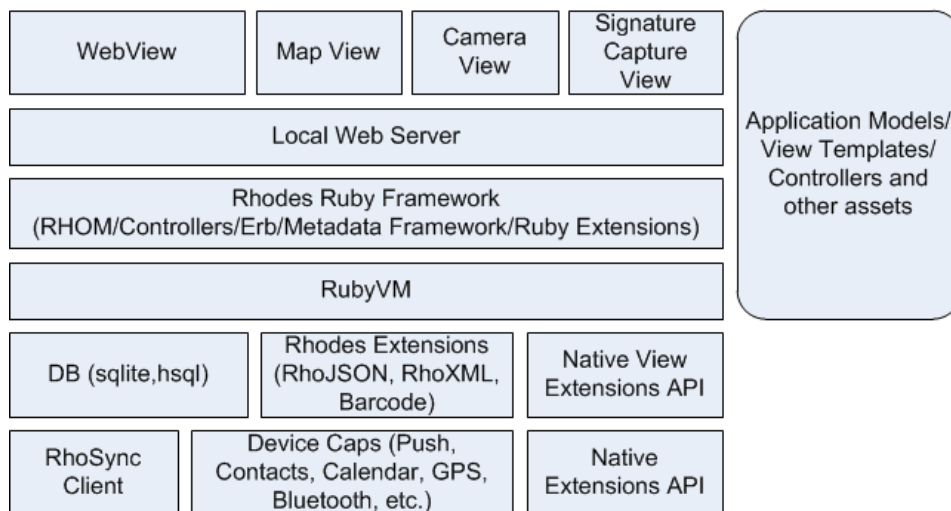 WebView
Map View
Camera
View
Signature
Capture
View
Application Models/
View Templates/
Controllers and
other assets
Local Web Server
Rhodes Ruby Framework
(RHOM/Controllers/Erb/Metadata Framework/Ruby Extensions)
RubyVM
DB (sqlite,hsql)
Rhodes Extensions
(RhoJSON, RhoXML,
Barcode)
Native View
Extensions API
RhoSync
Client
Device Caps (Push,
Contacts, Calendar, GPS,
Bluetooth, etc.)
Native
Extensions API